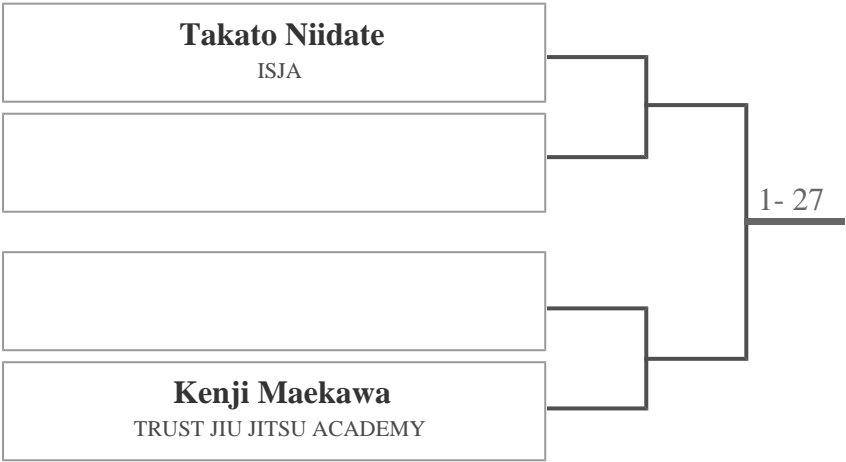 Takato Niidate
ISJA
1- 27
Kenji Maekawa
TRUST JIU JITSU ACADEMY